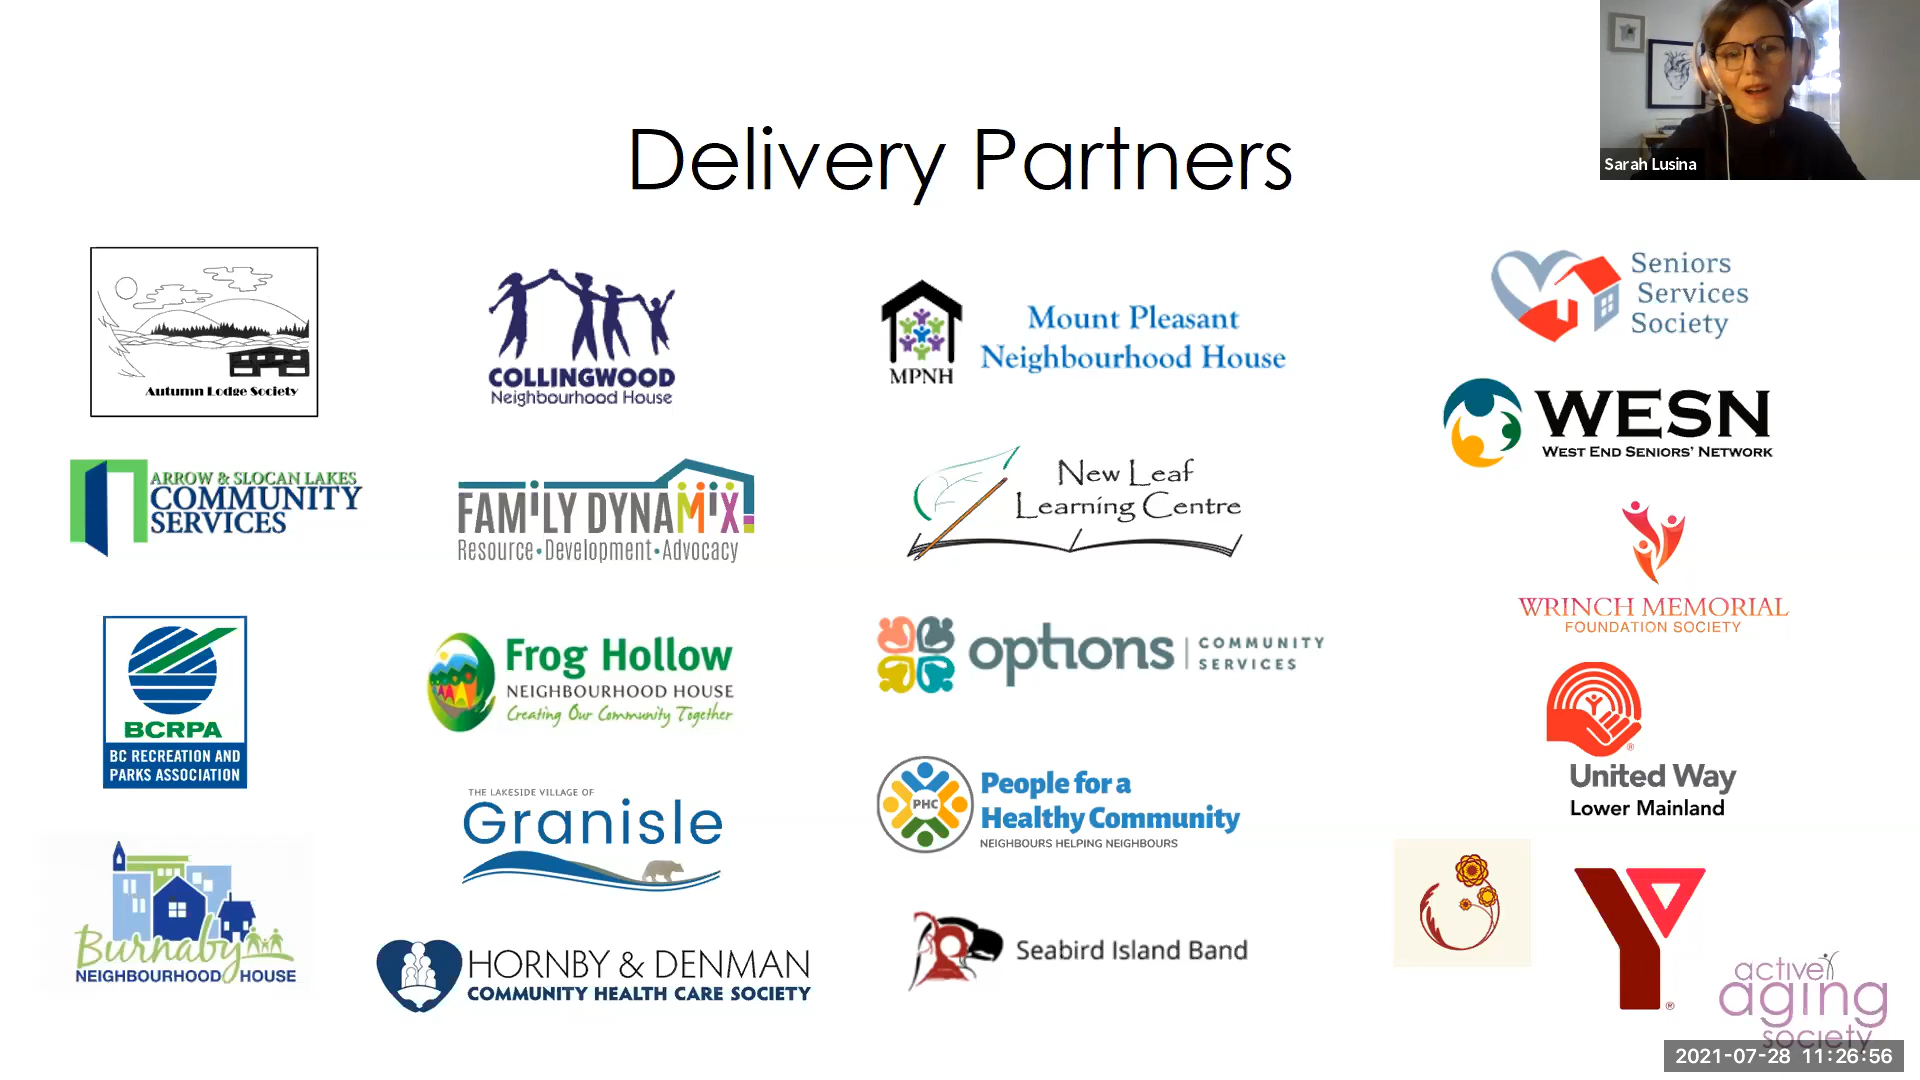 Delivery Partners
Sarah Lusina
Autumn Lodge Society
ARROW & SLOCAN LAKES
COMMUNITY
SERVICES
BCRPA
BC RECREATION AND
PARKS ASSOCIATION
Burnaby
NEIGHBOURHOOD HOUSE
COLLINGWOOD
Neighbourhood House
FAMiLY DYNAMiX
Resource•Development•Advocacy
Frog Hollow
NEIGHBOURHOOD HOUSE
Creating Our Community Together
THE LAKESIDE VILLAGE OF
Granisle
HORNBY & DENMAN
COMMUNITY HEALTH CARE SOCIETY
MPNH
Mount Pleasant
Neighbourhood House
New Leaf
Learning Centre
options
COMMUNITY
SERVICES
PHC
People for a
Healthy Community
NEIGHBOURS HELPING NEIGHBOURS
Seabird Island Band
Seniors
Services
Society
WESN
WEST END SENIORS' NETWORK
WRINCH MEMORIAL
FOUNDATION SOCIETY
®
United Way
Lower Mainland
Y®
active
aging
society
2021-07-28 11:26:56